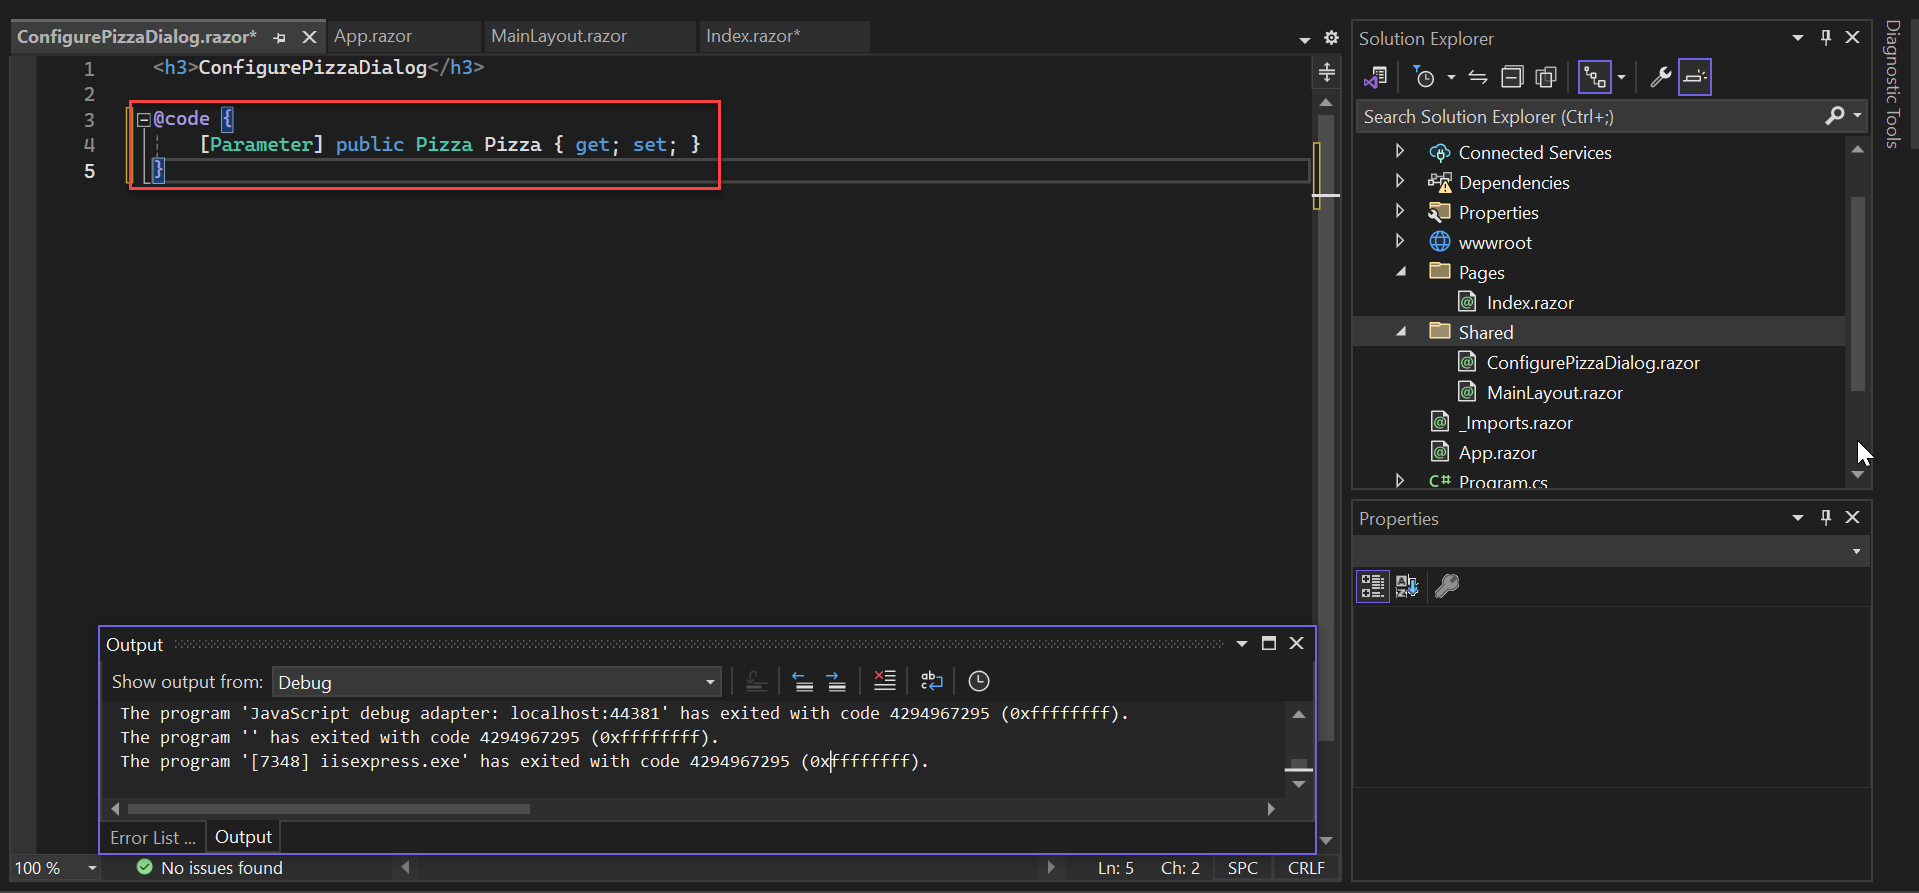 ConfigurePizzaDialog.razor*
App.razor
MainLayout.razor
Index.razor*
1 <h3>ConfigurePizzaDialog</h3>
2
3 @code {
4 [Parameter] public Pizza Pizza { get; set; }
5 }
Output
Show output from: Debug
The program 'JavaScript debug adapter: localhost:44381' has exited with code 4294967295 (0xffffffff).
The program '' has exited with code 4294967295 (0xffffffff).
The program '[7348] iisexpress.exe' has exited with code 4294967295 (0xffffffff).
Error List ...
Output
100 %
No issues found
Ln: 5
Ch: 2
SPC
CRLF
Solution Explorer
Search Solution Explorer (Ctrl+;)
Connected Services
Dependencies
Properties
wwwroot
Pages
Index.razor
Shared
ConfigurePizzaDialog.razor
MainLayout.razor
_Imports.razor
App.razor
C# Program.cs
Properties
Diagnostic Tools